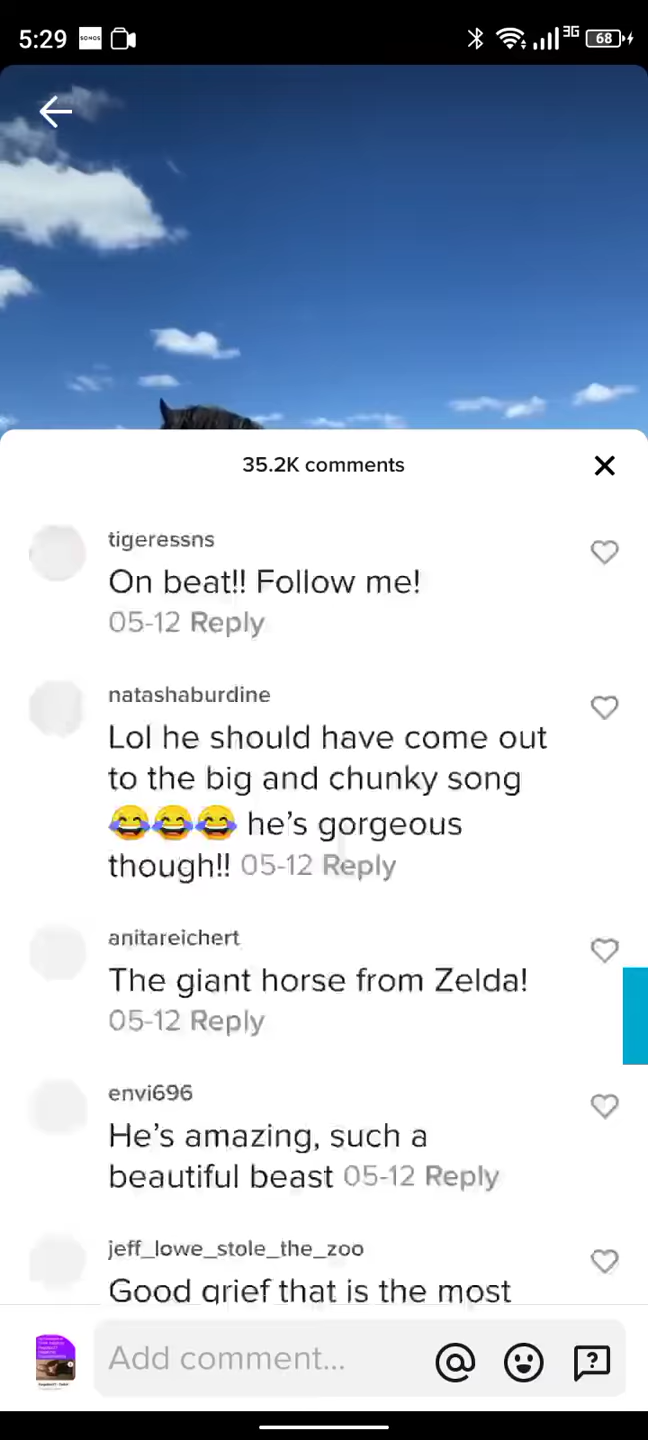 5:29
SONOS
3G
68
35.2K comments
tigeressns
On beat!! Follow me!
05-12 Reply
natashaburdine
Lol he should have come out
to the big and chunky song
😂😂😂 he's gorgeous
though!! 05-12 Reply
anitareichert
The giant horse from Zelda!
05-12 Reply
envi696
He's amazing, such a
beautiful beast 05-12 Reply
jeff_lowe_stole_the_zoo
Good grief that is the most
Add comment...